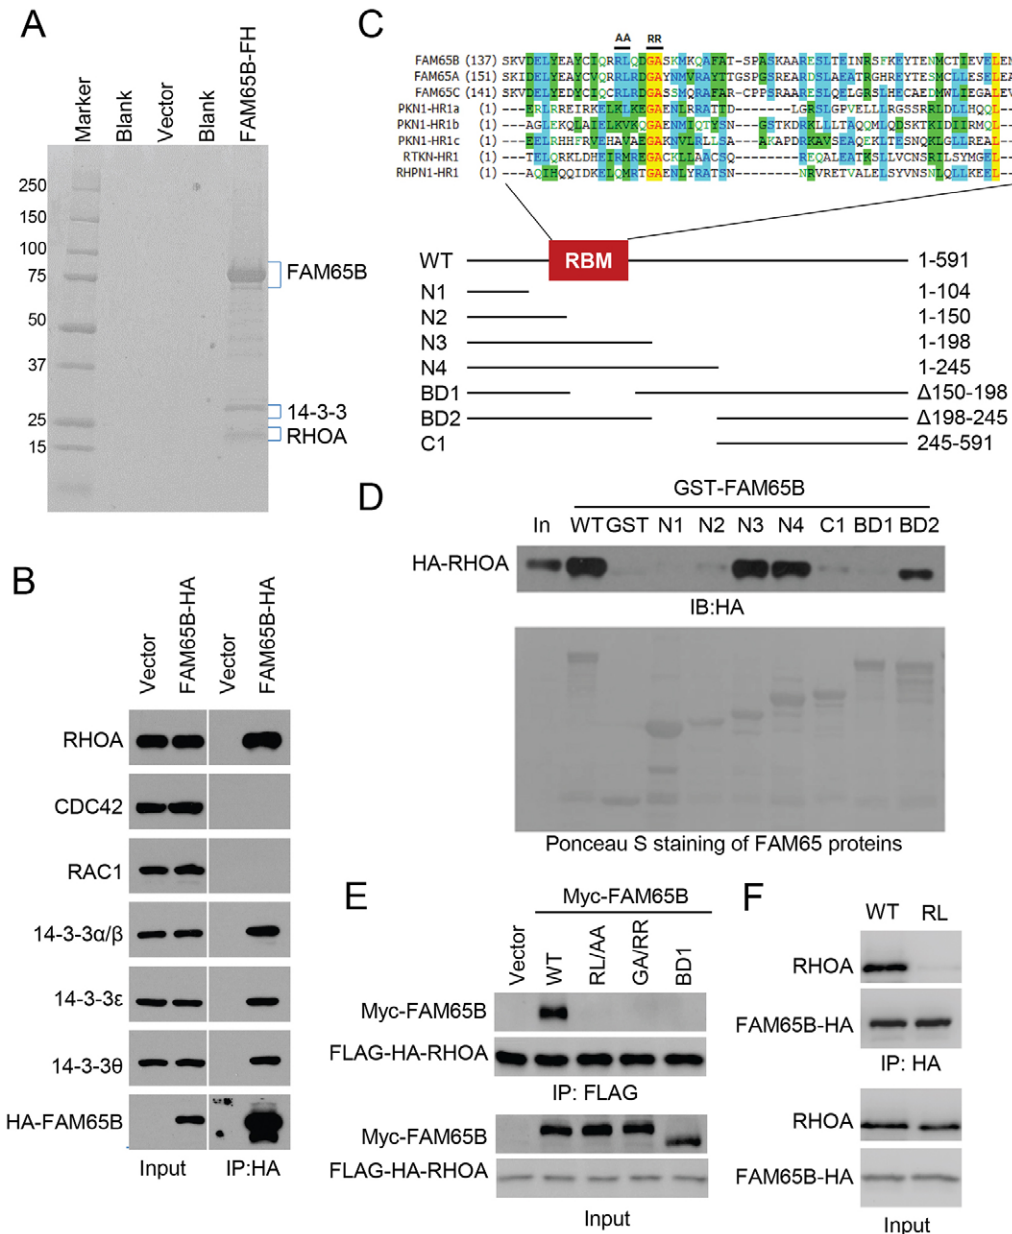 A
Marker
Blank
Vector
Blank
FAM65B-FH
250
150
100
75
50
37
25
15
FAM65B
14-3-3
RHOA
B
Vector
FAM65B-HA
Vector
FAM65B-HA
RHOA
CDC42
RAC1
14-3-3α/β
14-3-3ε
14-3-3θ
HA-FAM65B
Input IP:HA
C
AA RR
FAM65B (137)
FAM65A (151)
FAM65C (141)
PKN1-HR1a (1)
PKN1-HR1b (1)
PKN1-HR1c (1)
RTKN-HR1 (1)
RHPN1-HR1 (1)
WT RBM 1-591
N1 1-104
N2 1-150
N3 1-198
N4 1-245
BD1 Δ150-198
BD2 Δ198-245
C1 245-591
D
GST-FAM65B
In WT GST N1 N2 N3 N4 C1 BD1 BD2
HA-RHOA
IB:HA
Ponceau S staining of FAM65 proteins
E
Myc-FAM65B
Vector
WT
RL/AA
GA/RR
BD1
Myc-FAM65B
FLAG-HA-RHOA
IP: FLAG
Myc-FAM65B
FLAG-HA-RHOA
Input
F
WT RL
RHOA
FAM65B-HA
IP: HA
RHOA
FAM65B-HA
Input